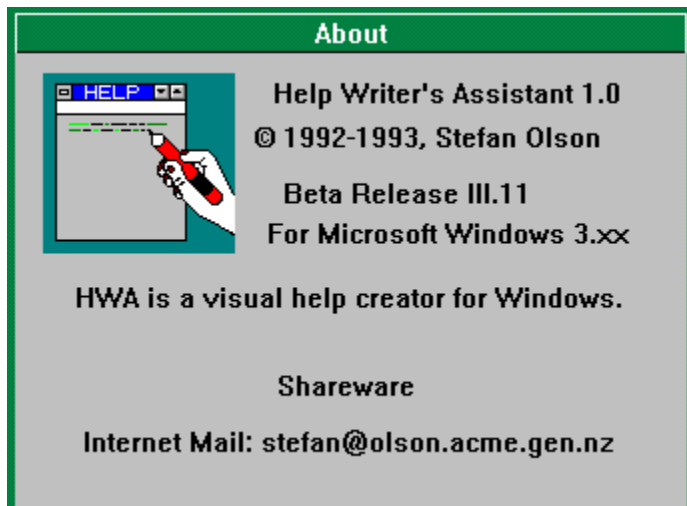 About
HELP
Help Writer's Assistant 1.0
© 1992-1993, Stefan Olson
Beta Release III.11
For Microsoft Windows 3.xx
HWA is a visual help creator for Windows.
Shareware
Internet Mail: stefan@olson.acme.gen.nz